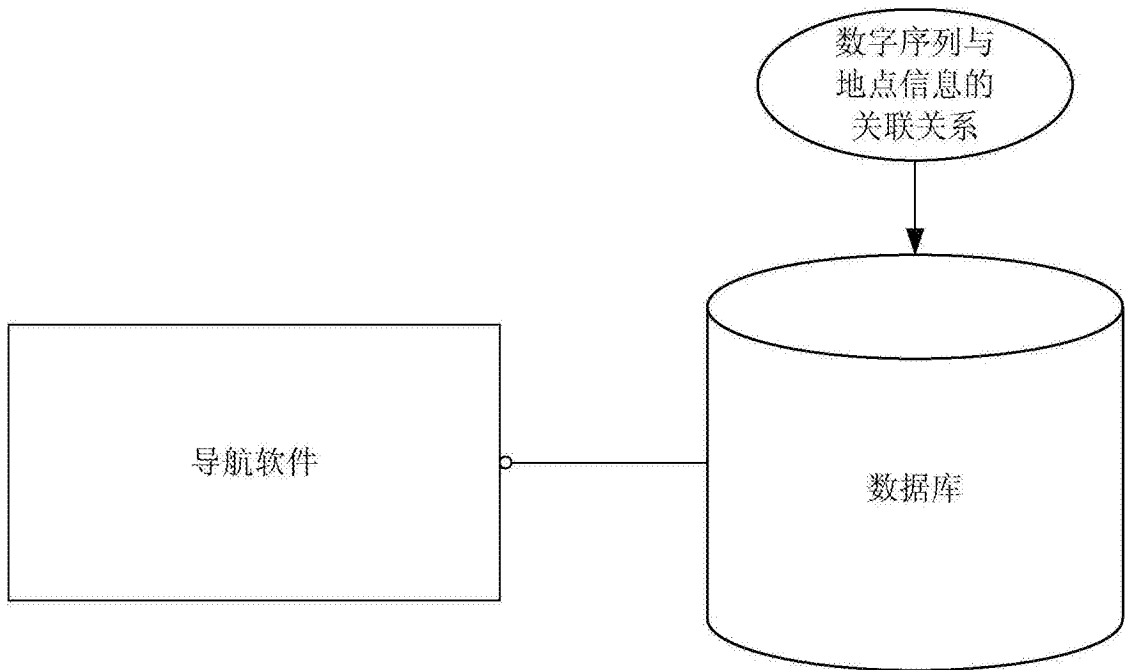 数字序列与
地点信息的
关联关系
导航软件
数据库